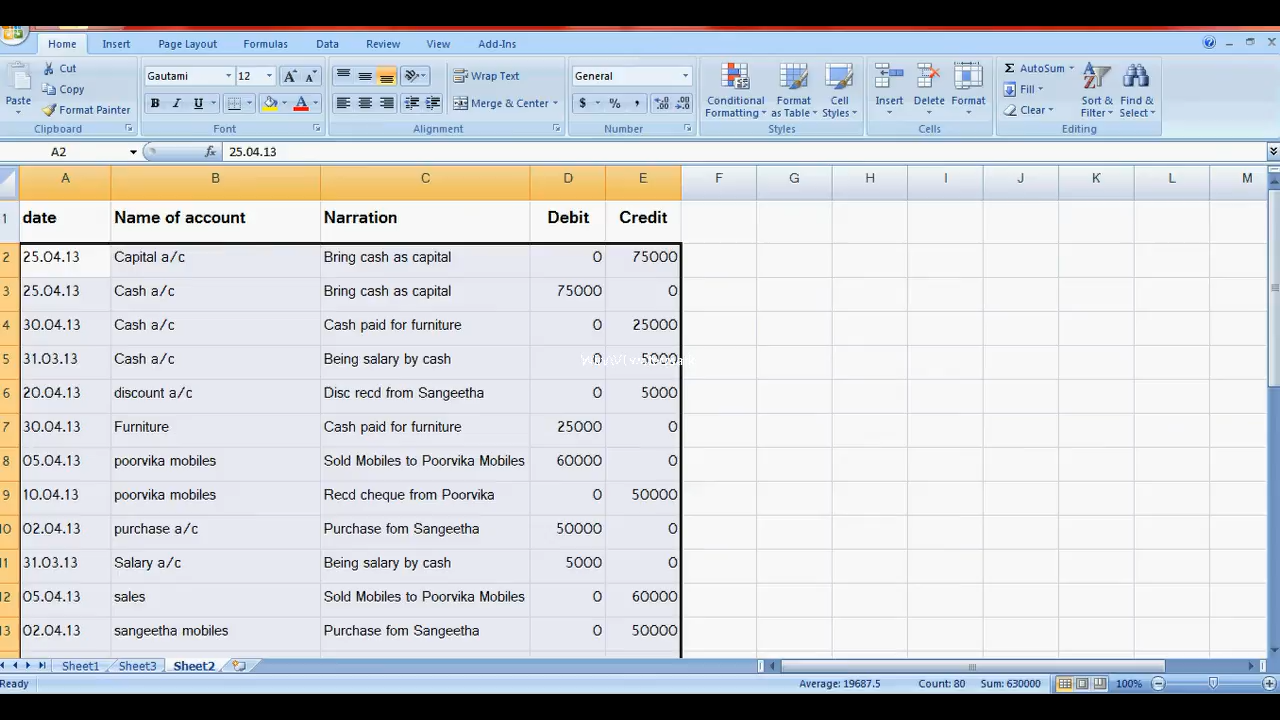 Home Insert Page Layout Formulas Data Review View Add-Ins
Cut Gautami 12 Wrap Text General AutoSum
Copy Fill
Paste Format Painter B I U Merge & Center $ % , Conditional Formatting Format as Table Cell Styles Insert Delete Format Clear Sort & Filter Find & Select
Clipboard Font Alignment Number Styles Cells Editing
A2 fx 25.04.13
A B C D E F G H I J K L M
1 date Name of account Narration Debit Credit
2 25.04.13 Capital a/c Bring cash as capital 0 75000
3 25.04.13 Cash a/c Bring cash as capital 75000 0
4 30.04.13 Cash a/c Cash paid for furniture 0 25000
5 31.03.13 Cash a/c Being salary by cash 0 5000
6 20.04.13 discount a/c Disc recd from Sangeetha 0 5000
7 30.04.13 Furniture Cash paid for furniture 25000 0
8 05.04.13 poorvika mobiles Sold Mobiles to Poorvika Mobiles 60000 0
9 10.04.13 poorvika mobiles Recd cheque from Poorvika 0 50000
10 02.04.13 purchase a/c Purchase fom Sangeetha 50000 0
11 31.03.13 Salary a/c Being salary by cash 5000 0
12 05.04.13 sales Sold Mobiles to Poorvika Mobiles 0 60000
13 02.04.13 sangeetha mobiles Purchase fom Sangeetha 0 50000
Sheet1 Sheet3 Sheet2
Ready Average: 19687.5 Count: 80 Sum: 630000 100%